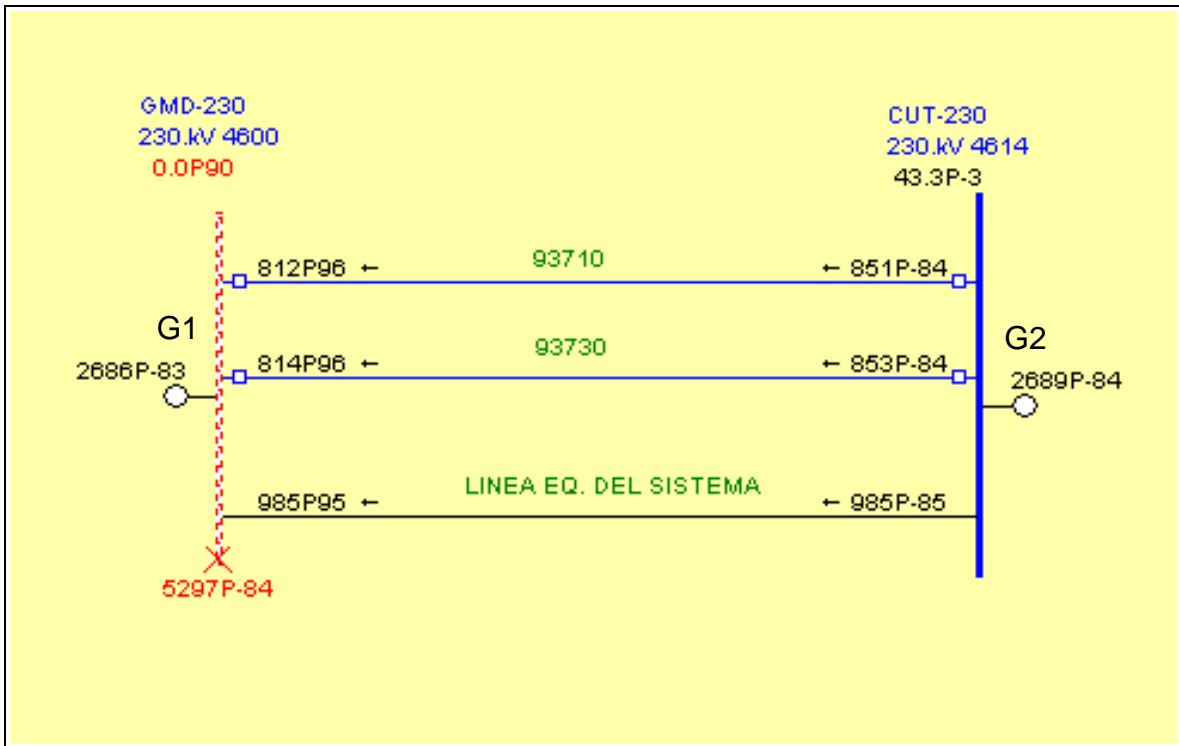 GMD-230
230.kV 4600
0.0P90
CUT-230
230.kV 4614
43.3P-3
812P96 ← 93710 ← 851P-84
G1
814P96 ← 93730 ← 853P-84
G2
2686P-83
2689P-84
985P95 ← LINEA EQ. DEL SISTEMA ← 985P-85
5297P-84